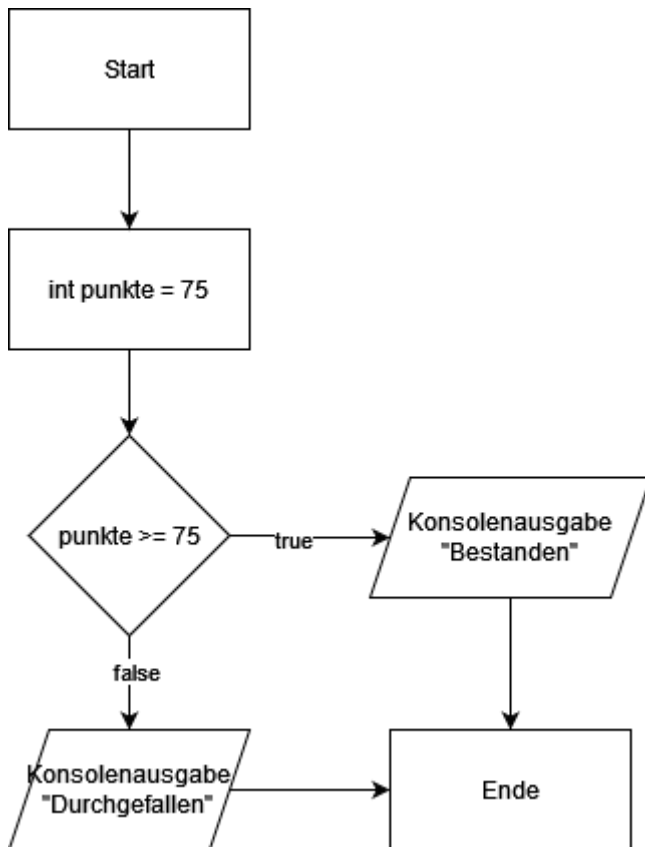 Start
int punkte = 75
punkte >= 75
true
Konsolenausgabe
"Bestanden"
false
Konsolenausgabe
"Durchgefallen"
Ende